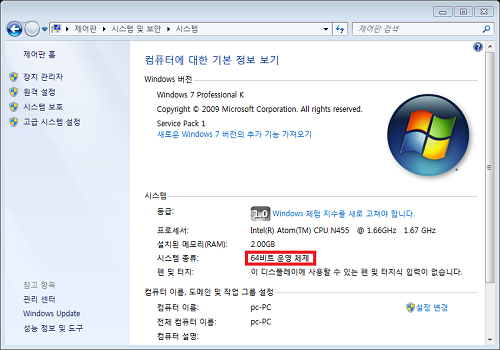 제어판 ▸ 시스템 및 보안 ▸ 시스템
제어판 검색
제어판 홈
장치 관리자
원격 설정
시스템 보호
고급 시스템 설정
컴퓨터에 대한 기본 정보 보기
Windows 버전
Windows 7 Professional K
Copyright © 2009 Microsoft Corporation. All rights reserved.
Service Pack 1
새로운 Windows 7 버전의 추가 기능 가져오기
시스템
등급: 1.0 Windows 체험 지수를 새로 고쳐야 합니다.
프로세서: Intel(R) Atom(TM) CPU N455 @ 1.66GHz 1.67 GHz
설치된 메모리(RAM): 2.00GB
시스템 종류: 64비트 운영 체제
펜 및 터치: 이 디스플레이에 사용할 수 있는 펜 및 터치식 입력이 없습니다.
컴퓨터 이름, 도메인 및 작업 그룹 설정
컴퓨터 이름: pc-PC 설정 변경
전체 컴퓨터 이름: pc-PC
컴퓨터 설명:
참고 항목
관리 센터
Windows Update
성능 정보 및 도구